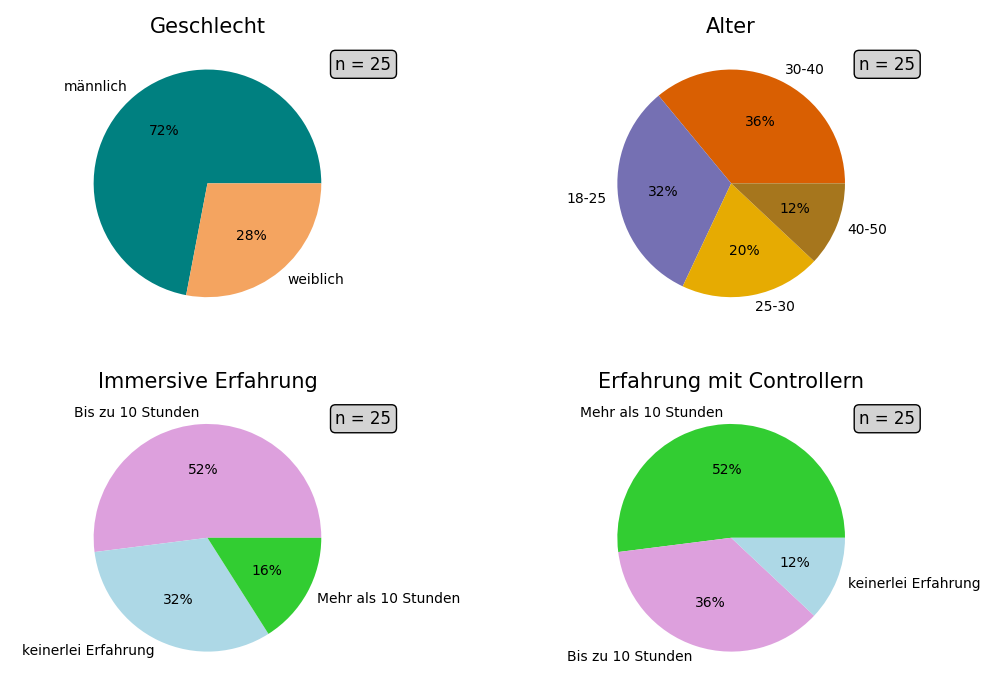 Geschlecht
n = 25
männlich
72%
28%
weiblich
Alter
n = 25
30-40
36%
18-25
32%
12%
40-50
20%
25-30
Immersive Erfahrung
Bis zu 10 Stunden
n = 25
52%
16%
32%
Mehr als 10 Stunden
keinerlei Erfahrung
Erfahrung mit Controllern
Mehr als 10 Stunden
n = 25
52%
12%
keinerlei Erfahrung
36%
Bis zu 10 Stunden